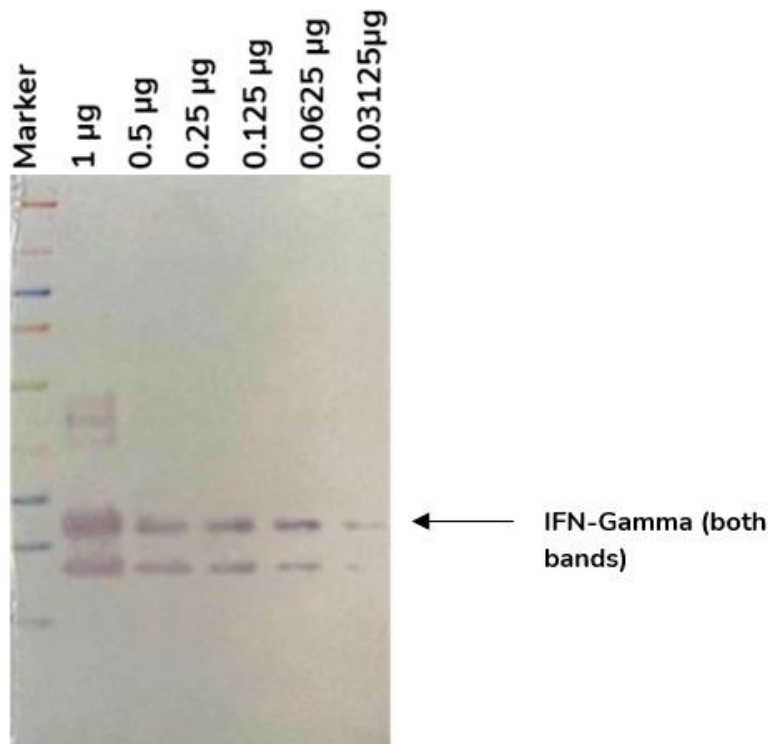 Marker
1 µg
0.5 µg
0.25 µg
0.125 µg
0.0625 µg
0.03125µg
IFN-Gamma (both
bands)